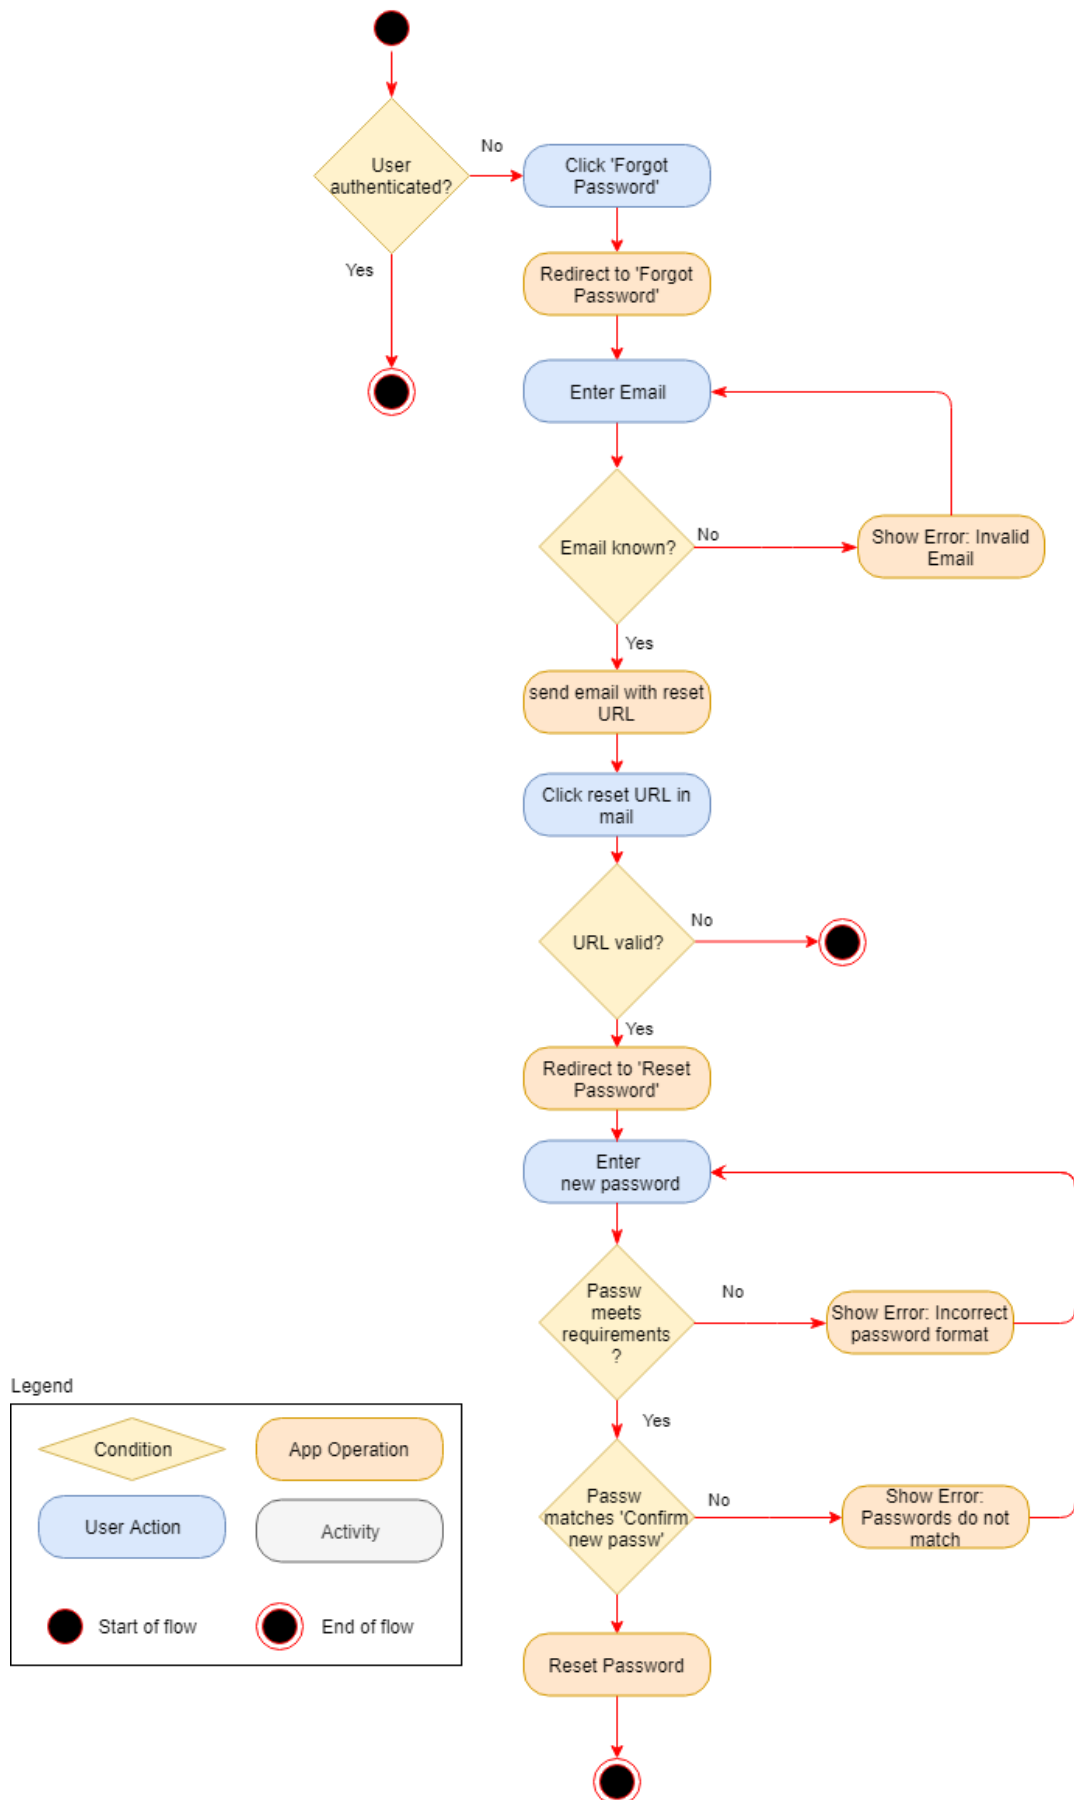 User
authenticated?
No
Yes
Click 'Forgot
Password'
Redirect to 'Forgot
Password'
Enter Email
Email known?
No
Show Error: Invalid
Email
Yes
send email with reset
URL
Click reset URL in
mail
URL valid?
No
Yes
Redirect to 'Reset
Password'
Enter
new password
Passw
meets
requirements
?
No
Show Error: Incorrect
password format
Yes
Passw
matches 'Confirm
new passw'
No
Show Error:
Passwords do not
match
Reset Password
Legend
Condition
App Operation
User Action
Activity
Start of flow
End of flow